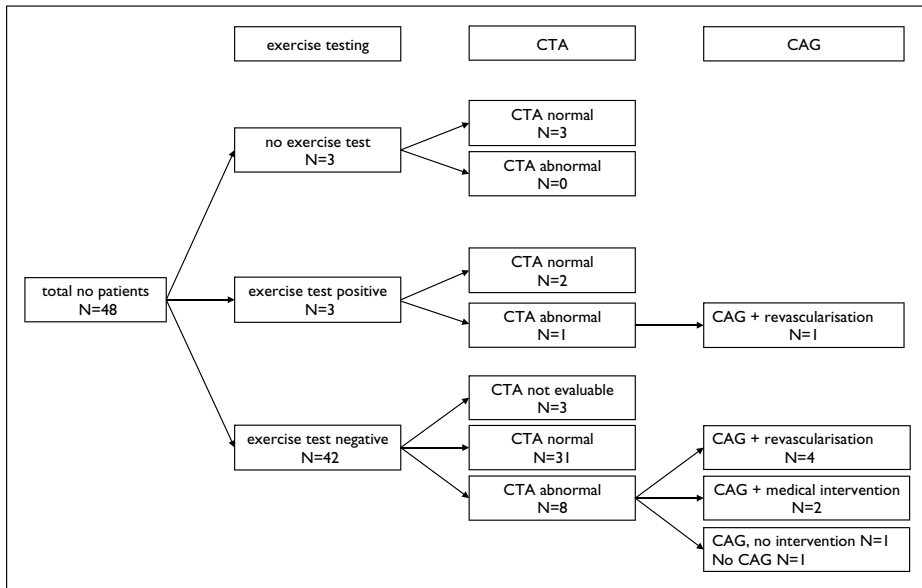 exercise testing
CTA
CAG
no exercise test
N=3
CTA normal
N=3
CTA abnormal
N=0
total no patients
N=48
exercise test positive
N=3
CTA normal
N=2
CTA abnormal
N=1
CAG + revascularisation
N=1
exercise test negative
N=42
CTA not evaluable
N=3
CTA normal
N=31
CTA abnormal
N=8
CAG + revascularisation
N=4
CAG + medical intervention
N=2
CAG, no intervention N=1
No CAG N=1